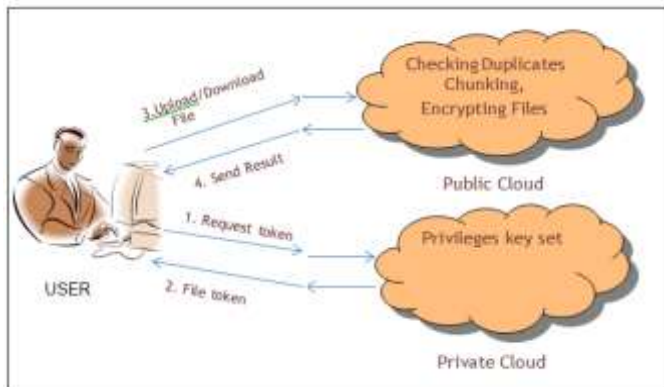 Checking Duplicates
Chunking,
Encrypting Files
3.Upload/Download
File
4. Send Result
Public Cloud
1. Request token
Privileges key set
2. File token
USER
Private Cloud